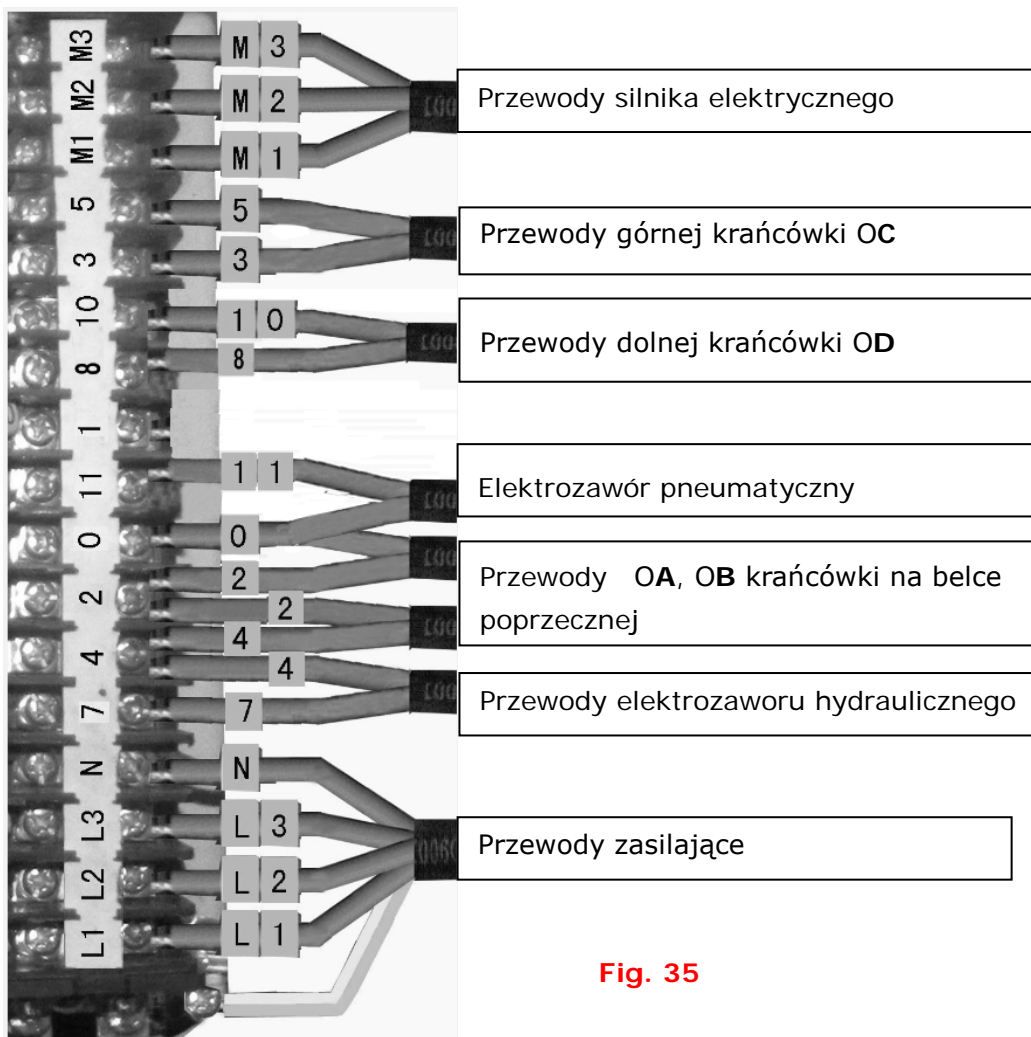 M3 M 3
M2 M 2
M1 M 1
Przewody silnika elektrycznego
5 5
3 3
Przewody górnej krańcówki OC
10 1 0
8 8
Przewody dolnej krańcówki OD
1
11 1 1
Elektrozawór pneumatyczny
0 0
2 2
2
4 4
4
Przewody OA, OB krańcówki na belce
poprzecznej
7 7
Przewody elektrozaworu hydraulicznego
N N
L3 L 3
L2 L 2
L1 L 1
Przewody zasilające
Fig. 35